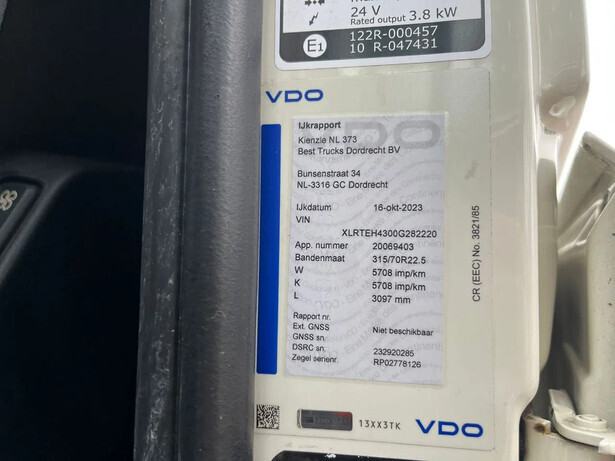 24 V
Rated output 3.8 kW
E1
122R-000457
10 R-047431
VDO
IJkrapport
Kienzle NL 373
Best Trucks Dordrecht BV
Bunsenstraat 34
NL-3316 GC Dordrecht
IJkdatum 16-okt-2023
VIN
XLRTEH4300G282220
App. nummer 20069403
Bandenmaat 315/70R22.5
W 5708 imp/km
K 5708 imp/km
L 3097 mm
Rapport nr.
Ext. GNSS Niet beschikbaar
GNSS sn.
DSRC sn. 232920285
Zegel serienr. RP02778126
CR (EEC) No. 3821/85
13XX3TK
VDO